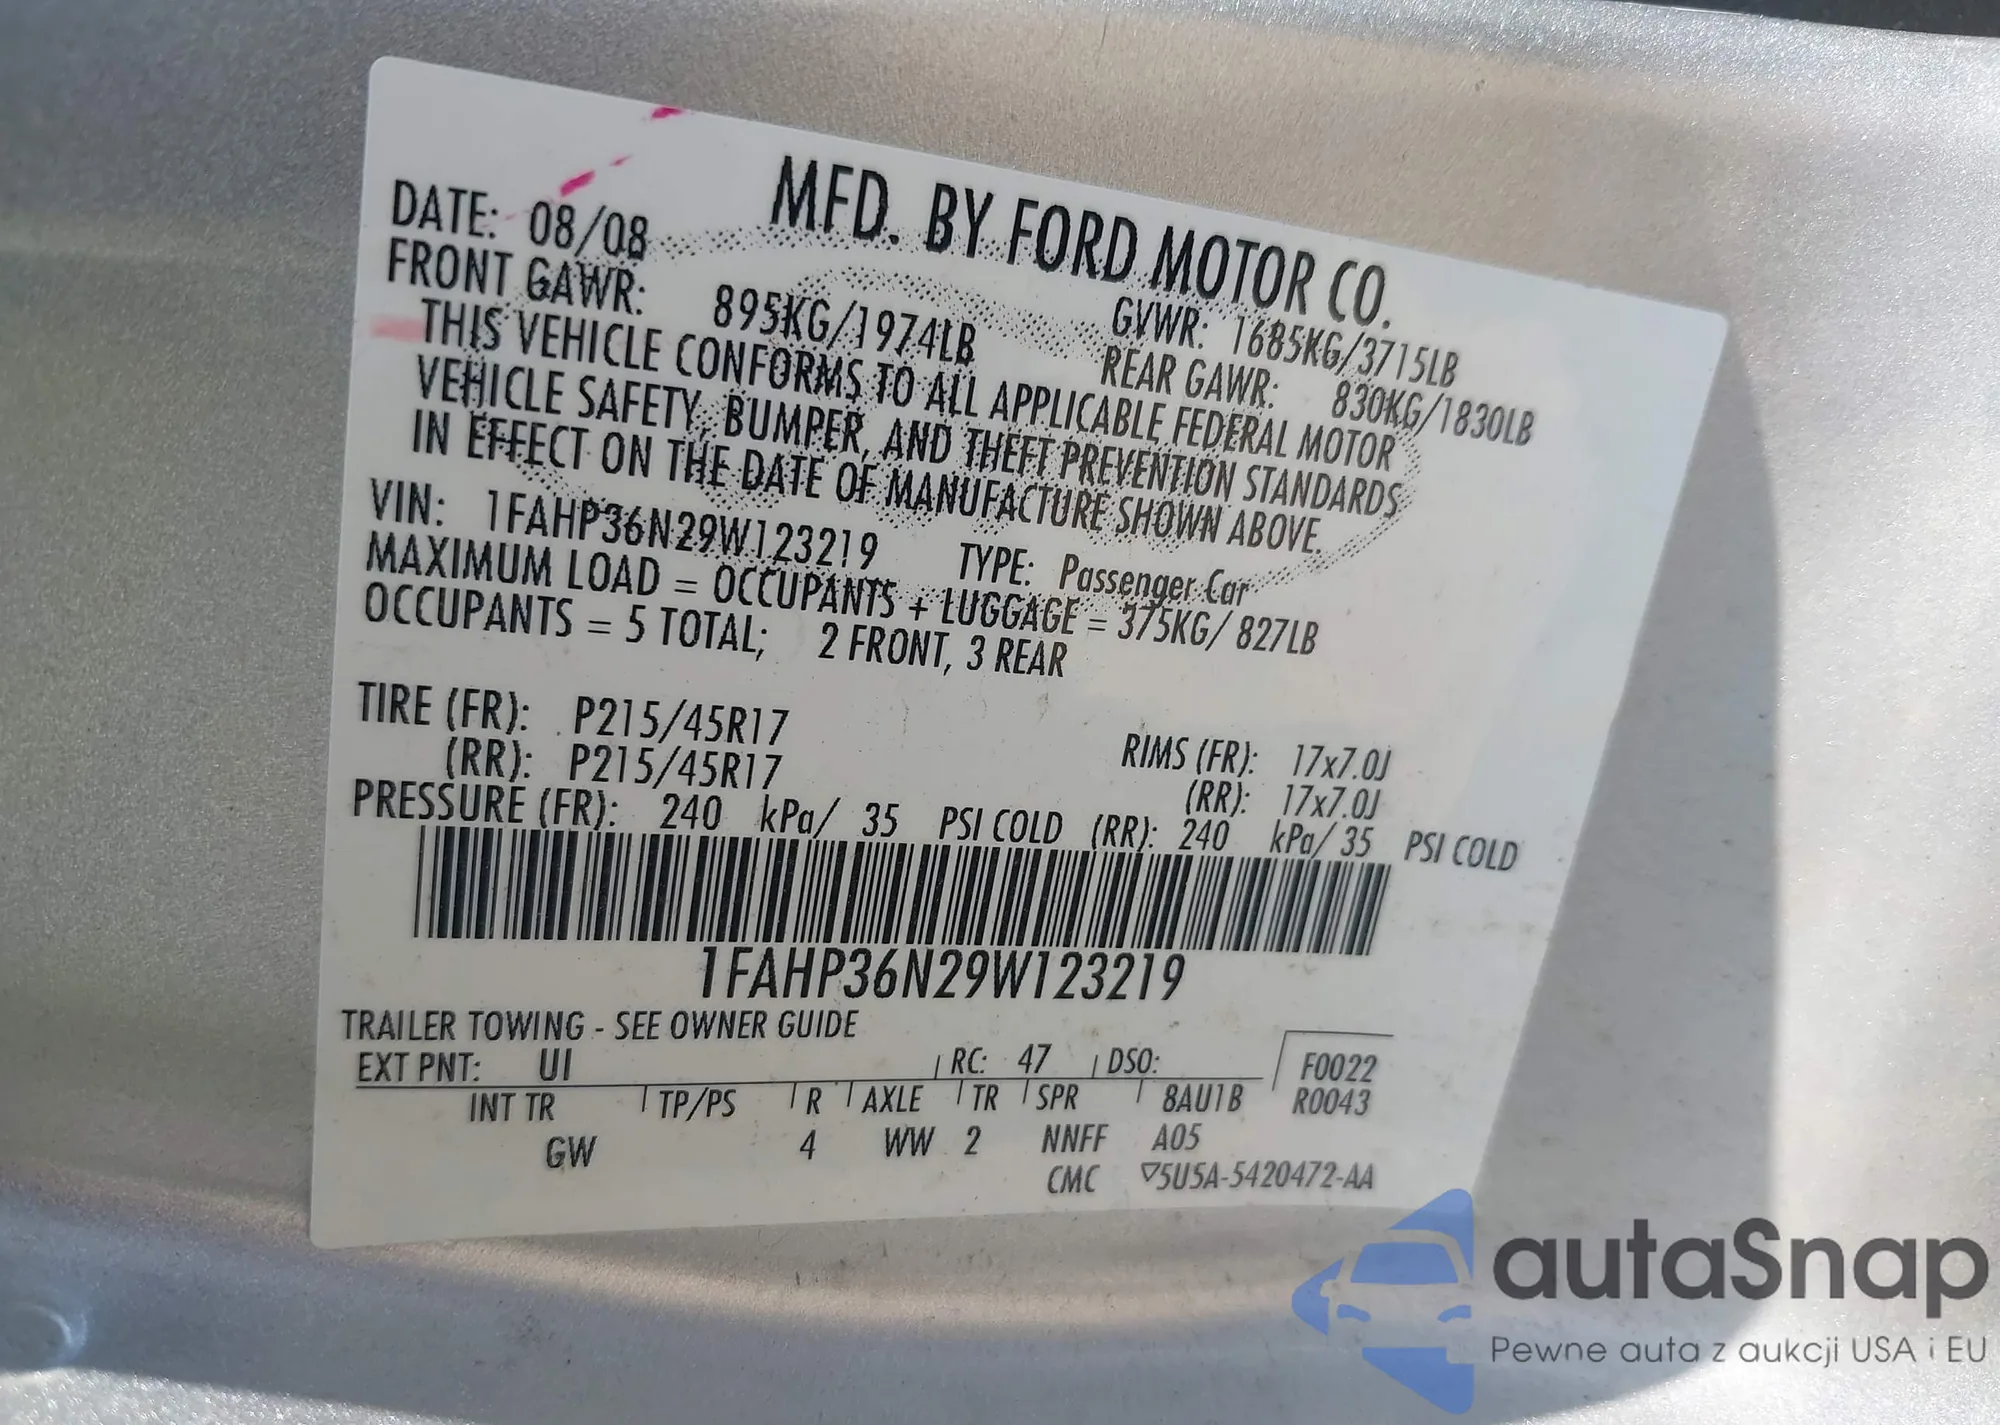 MFD. BY FORD MOTOR CO.
DATE: 08/08 GVWR: 1685KG/3715LB
FRONT GAWR: 895KG/1974LB REAR GAWR: 830KG/1830LB
THIS VEHICLE CONFORMS TO ALL APPLICABLE FEDERAL MOTOR
VEHICLE SAFETY, BUMPER, AND THEFT PREVENTION STANDARDS
IN EFFECT ON THE DATE OF MANUFACTURE SHOWN ABOVE.
VIN: 1FAHP36N29W123219 TYPE: Passenger Car
MAXIMUM LOAD = OCCUPANTS + LUGGAGE = 375KG/ 827LB
OCCUPANTS = 5 TOTAL; 2 FRONT, 3 REAR
TIRE (FR): P215/45R17 RIMS (FR): 17x7.0J
(RR): P215/45R17 (RR): 17x7.0J
PRESSURE (FR): 240 kPa/ 35 PSI COLD (RR): 240 kPa/ 35 PSI COLD
1FAHP36N29W123219
TRAILER TOWING - SEE OWNER GUIDE
EXT PNT: UI RC: 47 DSO: F0022
INT TR TP/PS R AXLE TR SPR 8AU1B R0043
GW 4 WW 2 NNFF A05
CMC ▽5U5A-5420472-AA
autaSnap
Pewne auta z aukcji USA i EU